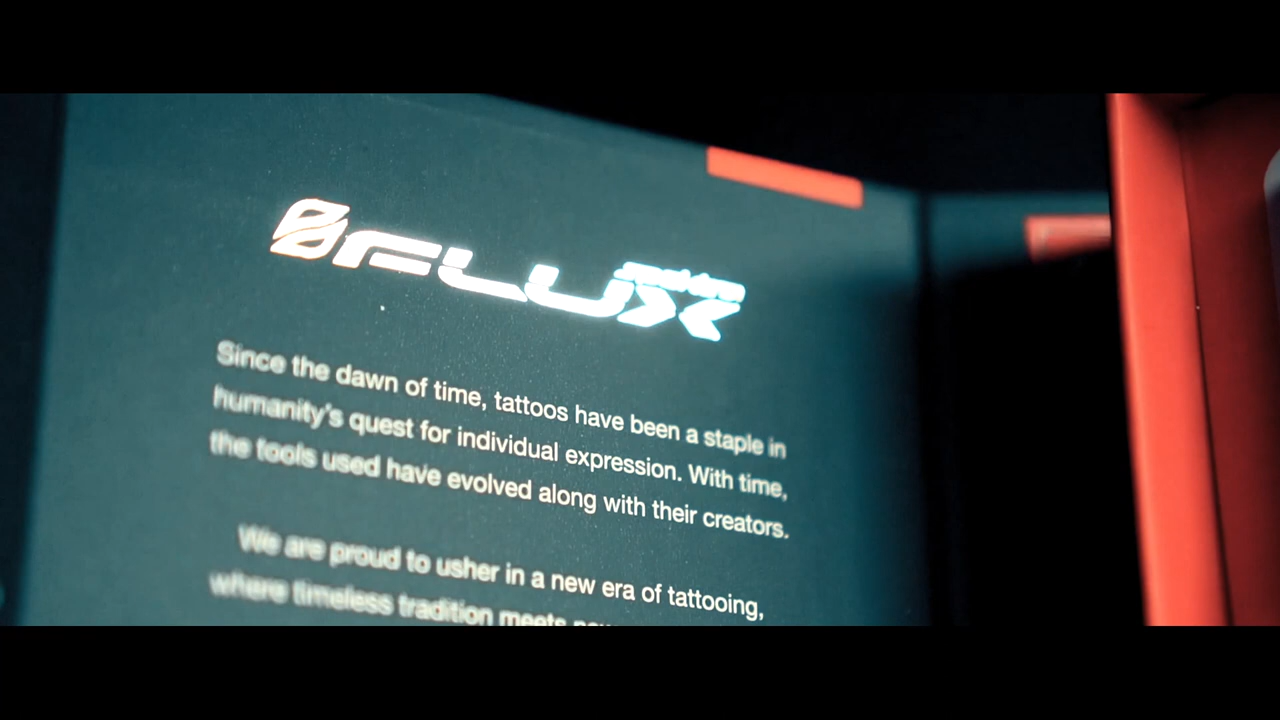 FLUX
Since the dawn of time, tattoos have been a staple in
humanity's quest for individual expression. With time,
the tools used have evolved along with their creators.
We are proud to usher in a new era of tattooing,
where timeless tradition meets